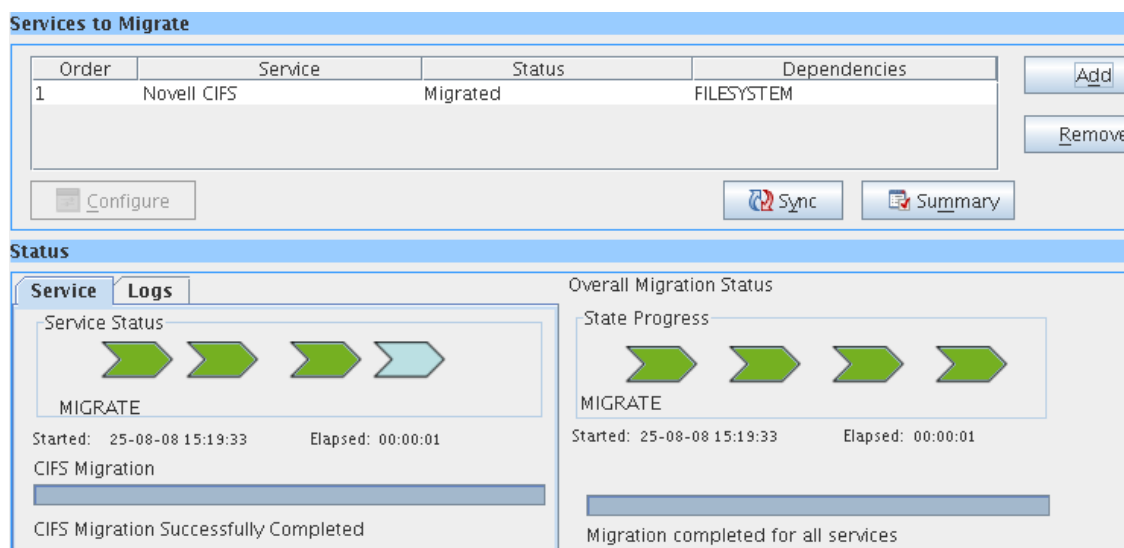 Services to Migrate
Order Service Status Dependencies
1 Novell CIFS Migrated FILESYSTEM
Add
Remove
Configure Sync Summary
Status
Service Logs
Overall Migration Status
Service Status
State Progress
MIGRATE
MIGRATE
Started: 25-08-08 15:19:33 Elapsed: 00:00:01
Started: 25-08-08 15:19:33 Elapsed: 00:00:01
CIFS Migration
CIFS Migration Successfully Completed
Migration completed for all services